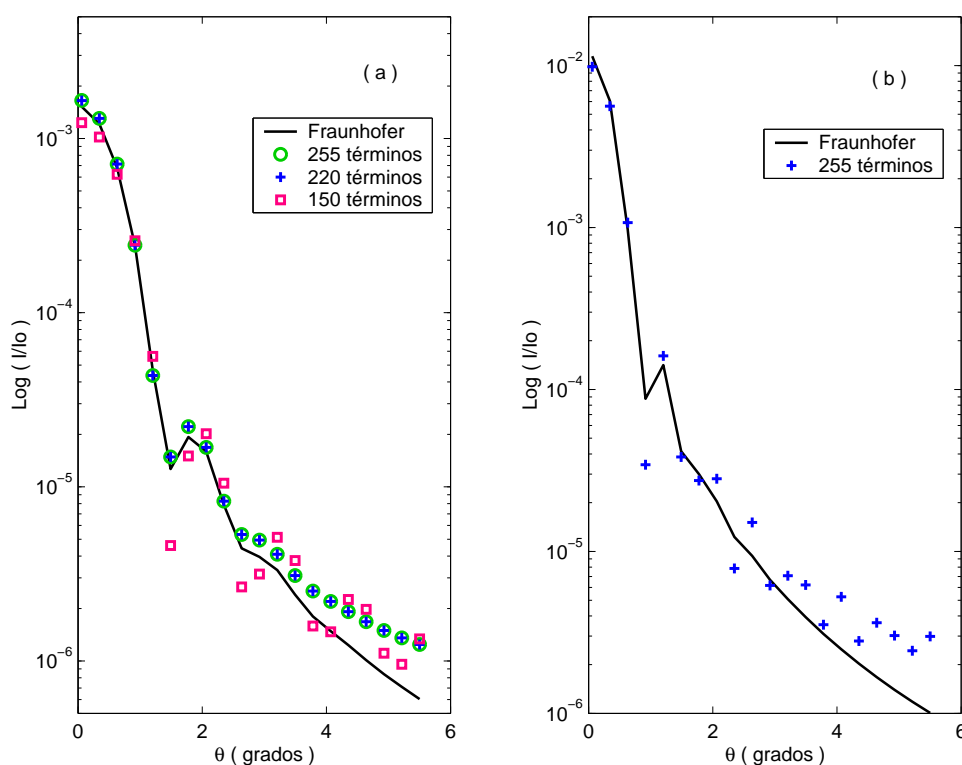 ( a )
Fraunhofer
255 términos
220 términos
150 términos
10^-3
10^-4
10^-5
10^-6
Log ( I/Io )
0
2
4
6
θ ( grados )
( b )
Fraunhofer
255 términos
10^-2
10^-3
10^-4
10^-5
10^-6
Log ( I/Io )
0
2
4
6
θ ( grados )